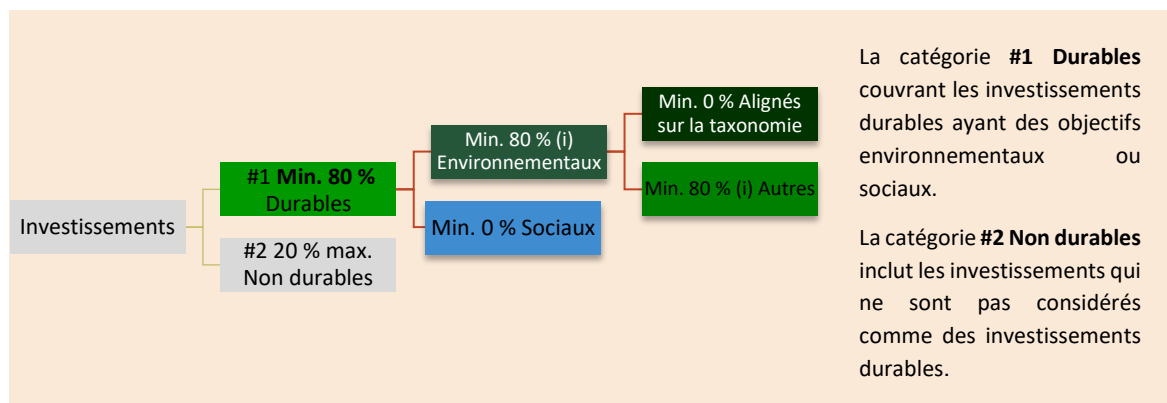 Investissements
#1 Min. 80 %
Durables
#2 20 % max.
Non durables
Min. 80 % (i)
Environnementaux
Min. 0 % Sociaux
Min. 0 % Alignés
sur la taxonomie
Min. 80 % (i) Autres
La catégorie #1 Durables
couvrant les investissements
durables ayant des objectifs
environnementaux ou
sociaux.
La catégorie #2 Non durables
inclut les investissements qui
ne sont pas considérés
comme des investissements
durables.